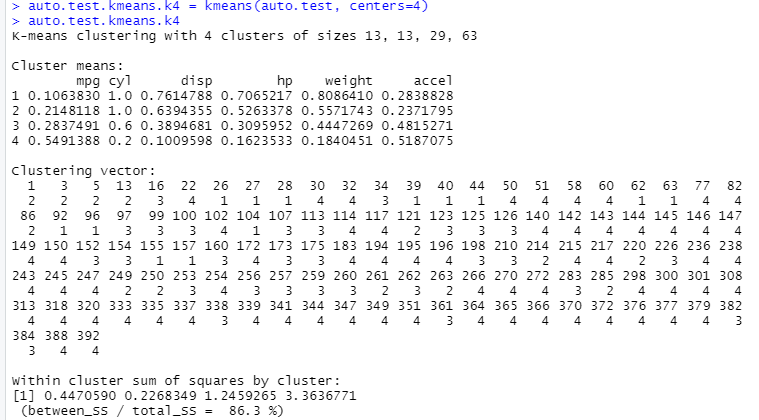 > auto.test.kmeans.k4 = kmeans(auto.test, centers=4)
> auto.test.kmeans.k4
K-means clustering with 4 clusters of sizes 13, 13, 29, 63
Cluster means:
mpg cyl disp hp weight accel
1 0.1063830 1.0 0.7614788 0.7065217 0.8086410 0.2838828
2 0.2148118 1.0 0.6394355 0.5263378 0.5571743 0.2371795
3 0.2837491 0.6 0.3894681 0.3095952 0.4447269 0.4815271
4 0.5491388 0.2 0.1009598 0.1623533 0.1840451 0.5187075
Clustering vector:
1 3 5 13 16 22 26 27 28 30 32 34 39 40 44 50 51 58 60 62 63 77 82
2 2 2 2 3 4 1 1 1 4 4 3 1 1 1 4 4 4 4 1 1 4 4
86 92 96 97 99 100 102 104 107 113 114 117 121 123 125 126 140 142 143 144 145 146 147
2 1 1 3 3 3 4 1 3 3 4 4 2 3 3 3 4 4 4 4 4 4 4
149 150 152 154 155 157 160 172 173 175 183 194 195 196 198 210 214 215 217 220 226 236 238
4 4 3 3 1 1 3 4 3 3 4 4 4 4 3 3 2 4 4 2 3 4 4
243 245 247 249 250 253 254 256 257 259 260 261 262 263 266 270 272 283 285 298 300 301 308
4 4 4 2 2 3 4 3 3 3 3 2 3 2 4 4 4 3 2 4 4 4 4
313 318 320 333 335 337 338 339 341 344 347 349 351 361 364 365 366 370 372 376 377 379 382
4 4 4 4 4 4 3 4 4 4 4 4 4 3 4 4 4 4 4 4 4 4 3
384 388 392
3 4 4
Within cluster sum of squares by cluster:
[1] 0.4470590 0.2268349 1.2459265 3.3636771
(between_SS / total_SS = 86.3 %)